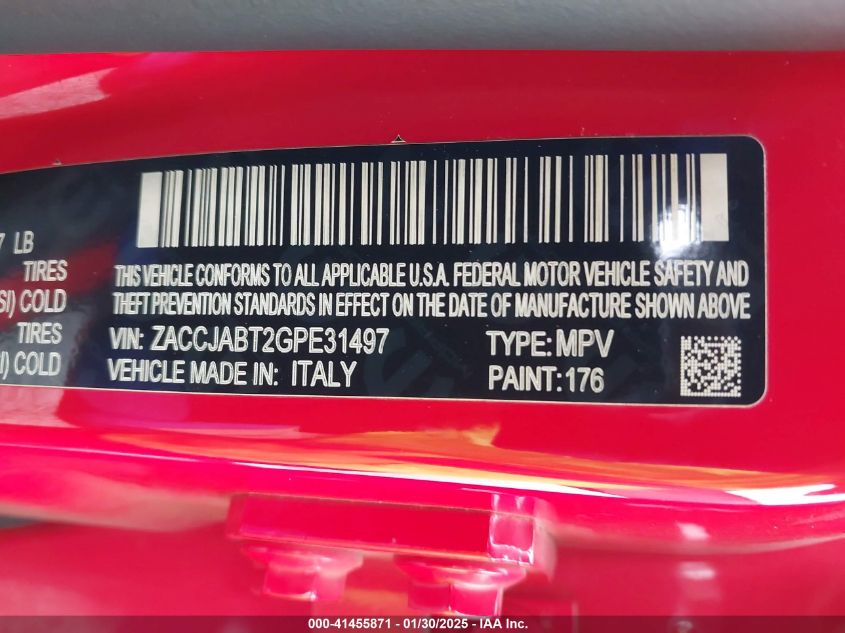 7 LB
TIRES
SI) COLD
TIRES
I) COLD
THIS VEHICLE CONFORMS TO ALL APPLICABLE U.S.A. FEDERAL MOTOR VEHICLE SAFETY AND
THEFT PREVENTION STANDARDS IN EFFECT ON THE DATE OF MANUFACTURE SHOWN ABOVE
VIN: ZACCJABT2GPE31497 TYPE: MPV
VEHICLE MADE IN: ITALY PAINT: 176
000-41455871 - 01/30/2025 - IAA Inc.